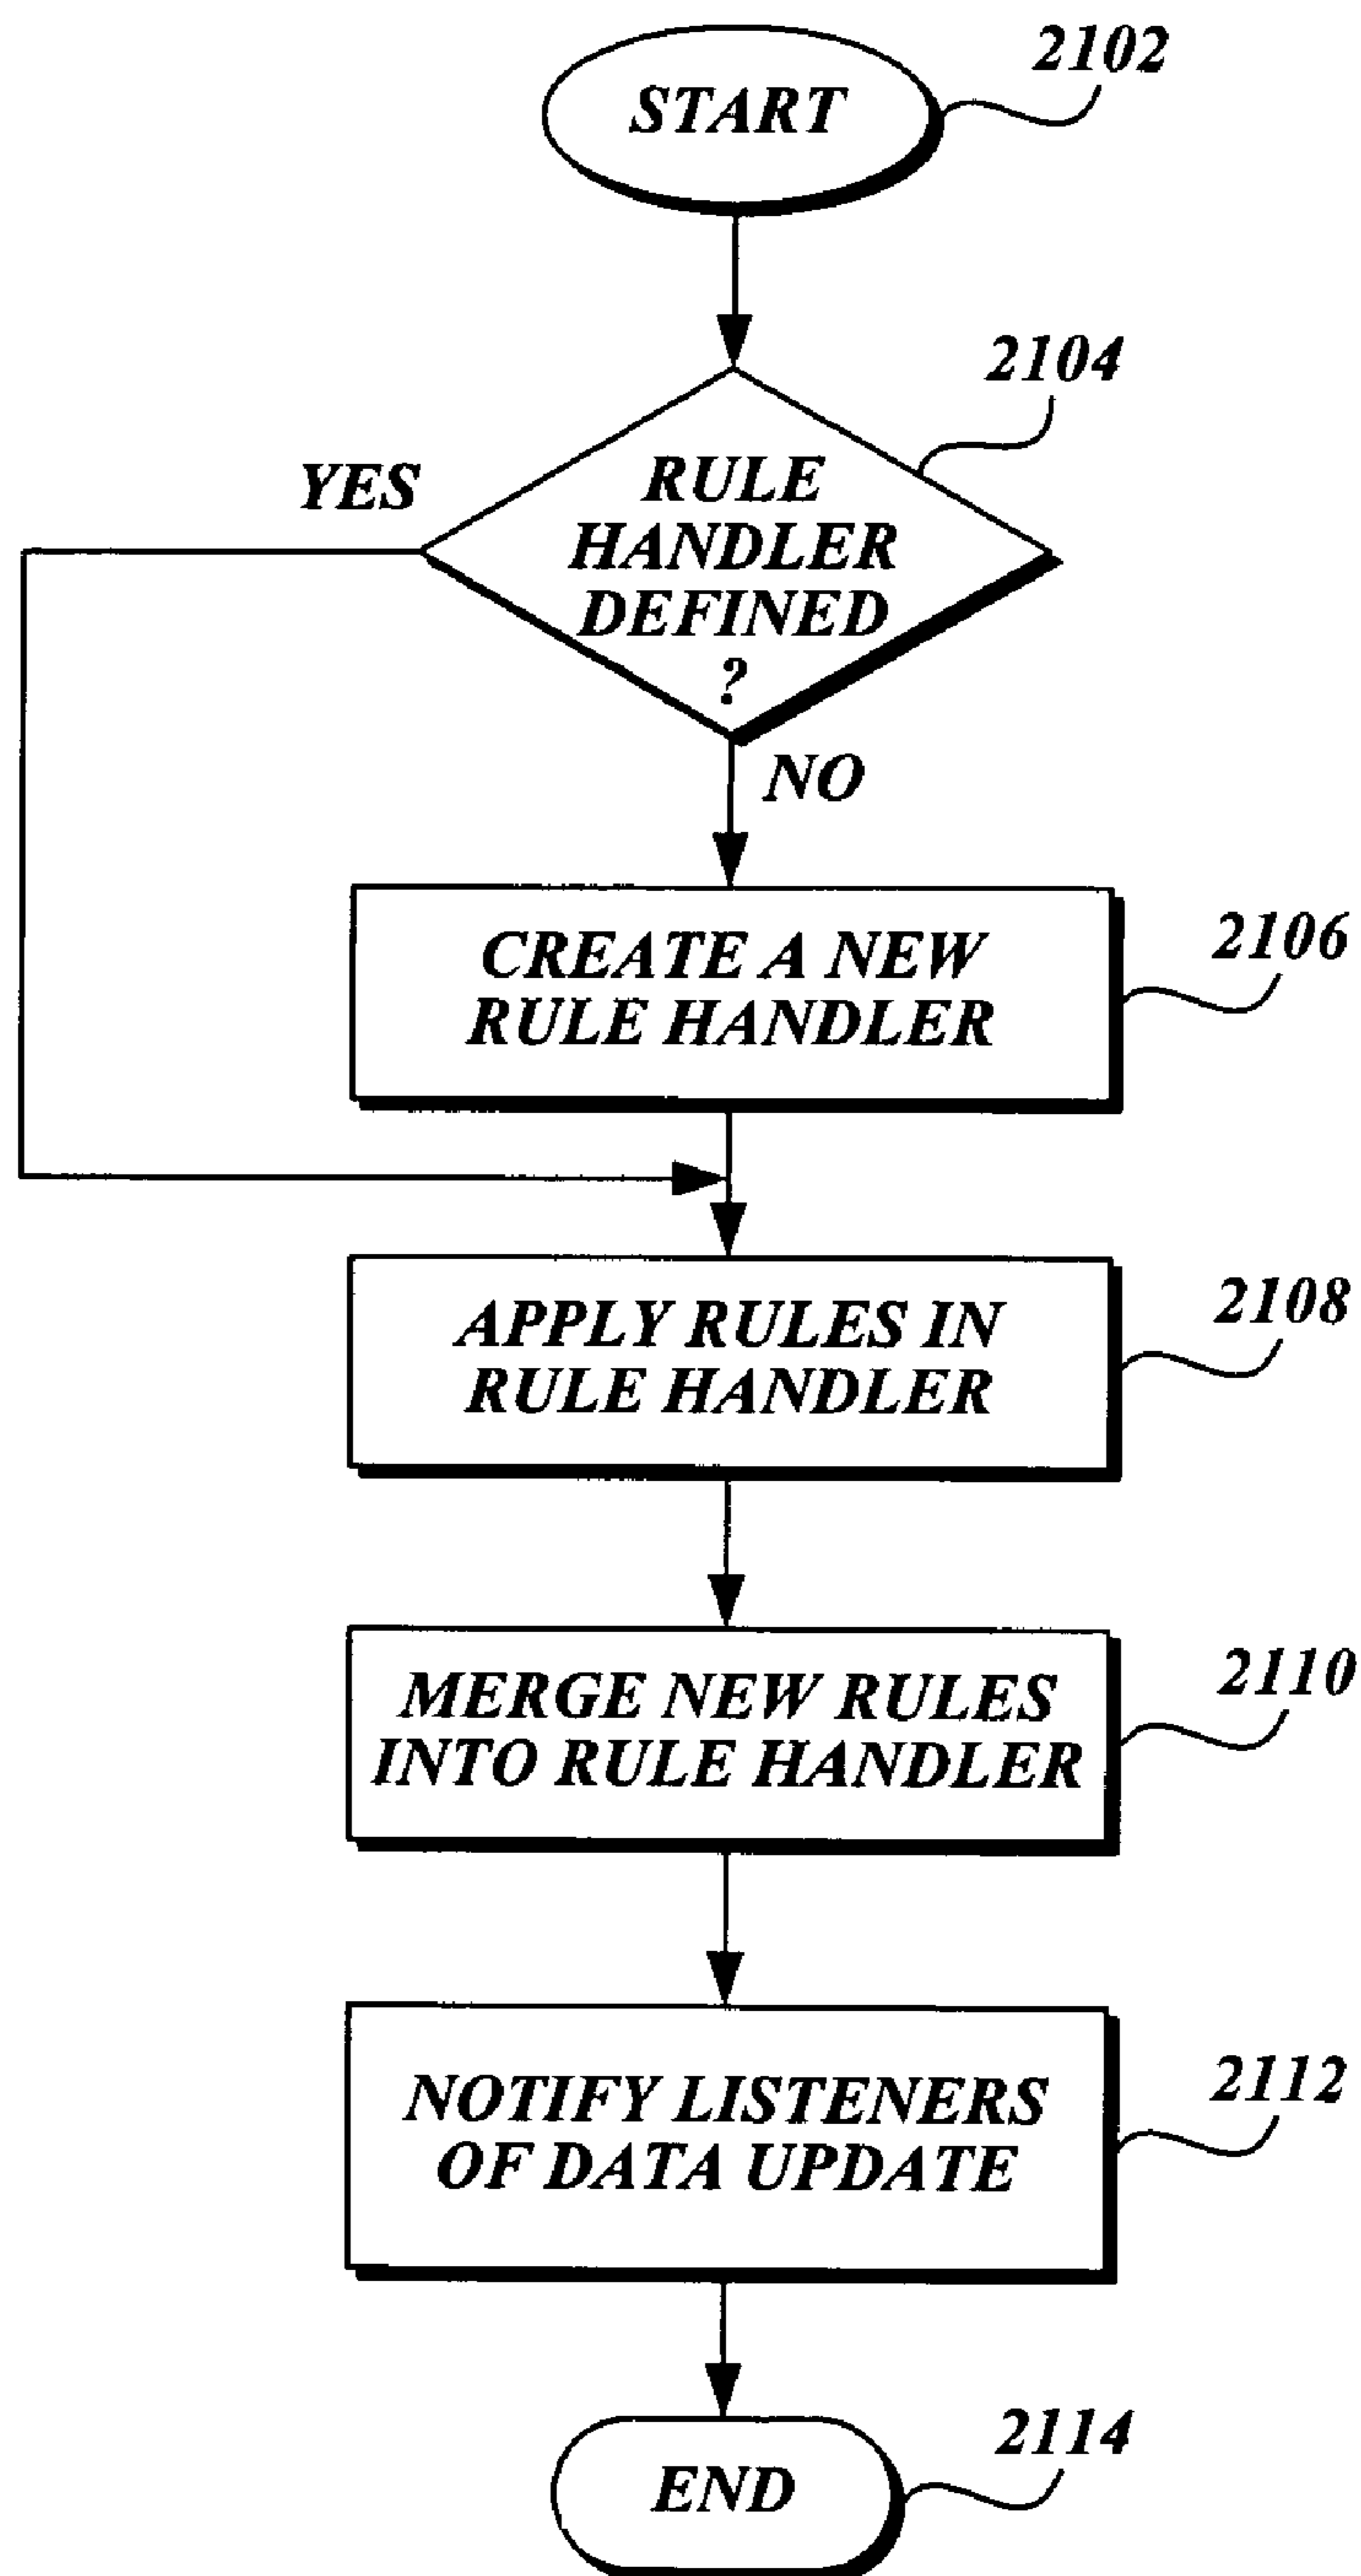 2102
START
2104
YES
RULE
HANDLER
DEFINED
?
NO
2106
CREATE A NEW
RULE HANDLER
2108
APPLY RULES IN
RULE HANDLER
2110
MERGE NEW RULES
INTO RULE HANDLER
2112
NOTIFY LISTENERS
OF DATA UPDATE
2114
END